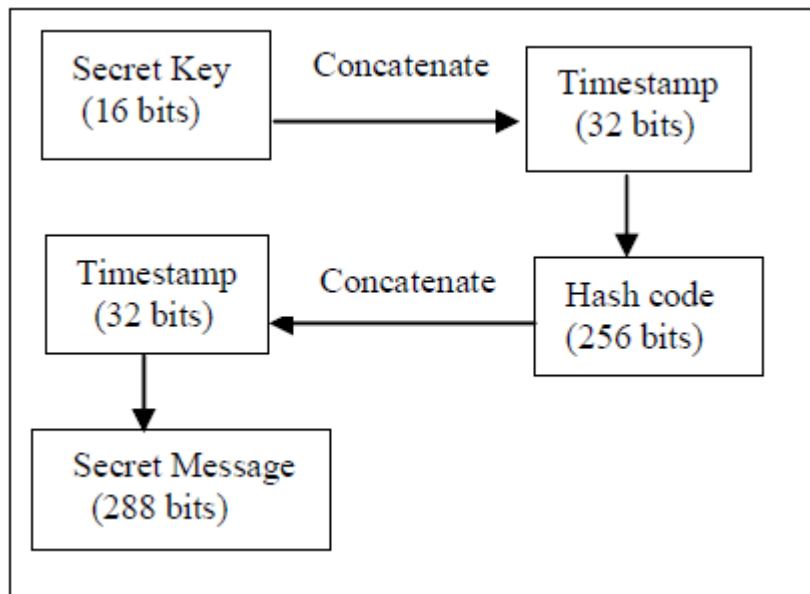 Secret Key
(16 bits)
Concatenate
Timestamp
(32 bits)
Timestamp
(32 bits)
Concatenate
Hash code
(256 bits)
Secret Message
(288 bits)